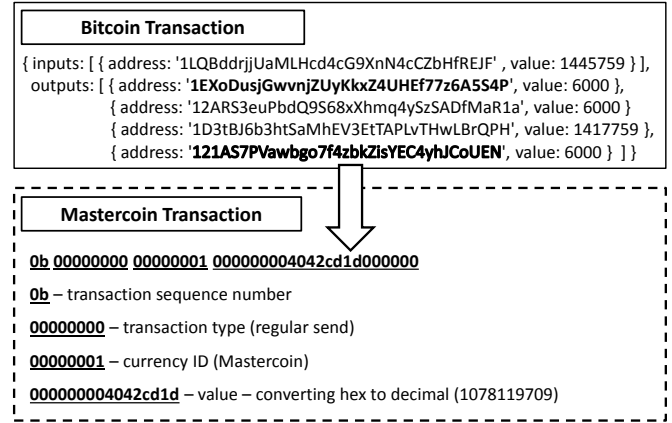 Bitcoin Transaction
{ inputs: [ { address: '1LQBddrjjUaMLHcd4cG9XnN4cCZbHfREJF' , value: 1445759 } ],
outputs: [ { address: '1EXoDusjGwvnjZUyKkxZ4UHEf77z6A5S4P', value: 6000 },
{ address: '12ARS3euPbdQ9S68xXhmq4ySzSADfMaR1a', value: 6000 }
{ address: '1D3tBJ6b3htSaMhEV3EtTAPLvTHwLBrQPH', value: 1417759 },
{ address: '121AS7PVawbgo7f4zbkZisYEC4yhJCoUEN', value: 6000 } ] }
Mastercoin Transaction
0b 00000000 00000001 000000004042cd1d000000
0b – transaction sequence number
00000000 – transaction type (regular send)
00000001 – currency ID (Mastercoin)
000000004042cd1d – value – converting hex to decimal (1078119709)